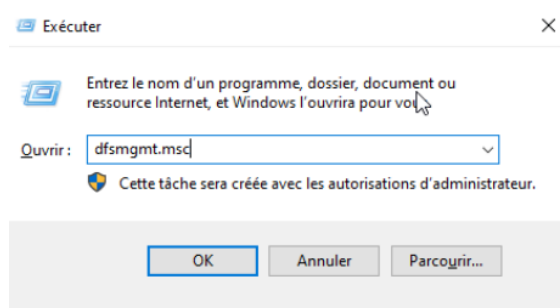 Exécuter
Entrez le nom d'un programme, dossier, document ou
ressource Internet, et Windows l'ouvrira pour
Ouvrir :
dfsmgmt.msc
Cette tâche sera créée avec les autorisations d'administrateur.
OK
Annuler
Parcourir...